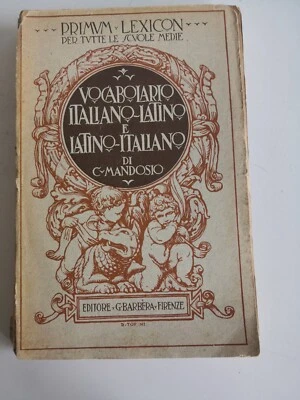 PRIMVM·LEXICON
PER TVTTE LE SCVOLE MEDIE
VOCABOLARIO
ITALIANO-LATINO
E
LATINO-ITALIANO
DI
C·MANDOSIO
EDITORE·G·BARBÈRA·FIRENZE